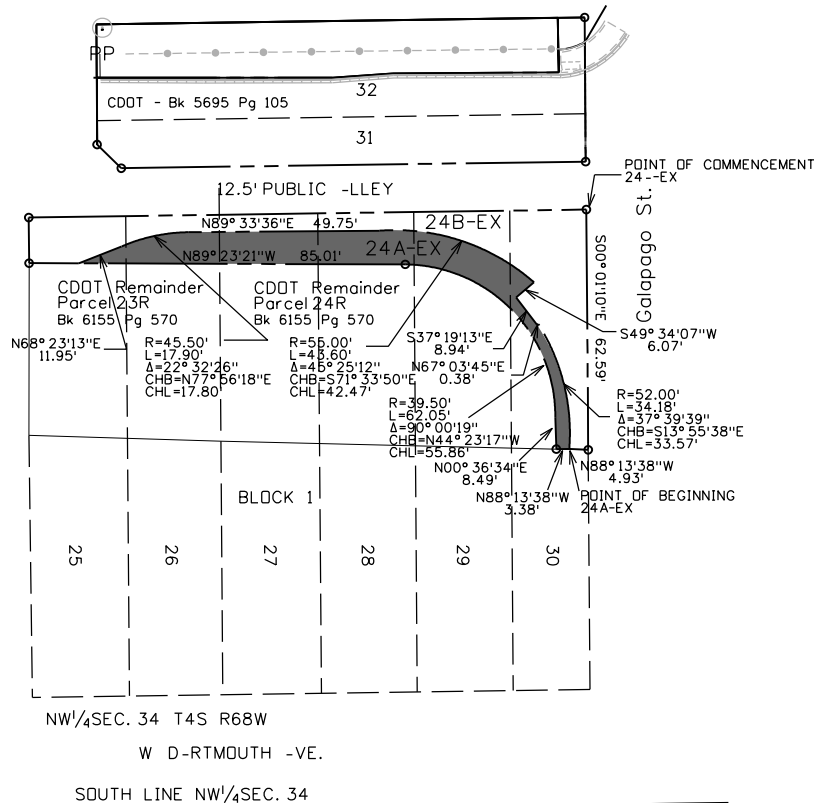 PP
CDOT - Bk 5695 Pg 105
32
31
POINT OF COMMENCEMENT
24--EX
12.5' PUBLIC -LLEY
Galapago St.
N89° 33'36"E 49.75'
24B-EX
24A-EX
N89° 23'21"W 85.01'
S00° 01'10"E 62.59'
CDOT Remainder
Parcel 23R
Bk 6155 Pg 570
CDOT Remainder
Parcel 24R
Bk 6155 Pg 570
N68° 23'13"E
11.95'
R=45.50'
L=17.90'
Δ=22° 32'26"
CHB=N77° 56'18"E
CHL=17.80'
R=55.00'
L=43.60'
Δ=45° 25'12"
CHB=S71° 33'50"E
CHL=42.47'
S37° 19'13"E
8.94'
S49° 34'07"W
6.07'
N67° 03'45"E
0.38'
R=39.50'
L=62.05'
Δ=90° 00'19"
CHB=N44° 23'17"W
CHL=55.86'
R=52.00'
L=34.18'
Δ=37° 39'39"
CHB=S13° 55'38"E
CHL=33.57'
N00° 36'34"E
8.49'
N88° 13'38"W
4.93'
N88° 13'38"W
3.38'
POINT OF BEGINNING
24A-EX
BLOCK 1
25
26
27
28
29
30
NW¹/₄SEC. 34 T4S R68W
W D-RTMOUTH -VE.
SOUTH LINE NW¹/₄SEC. 34